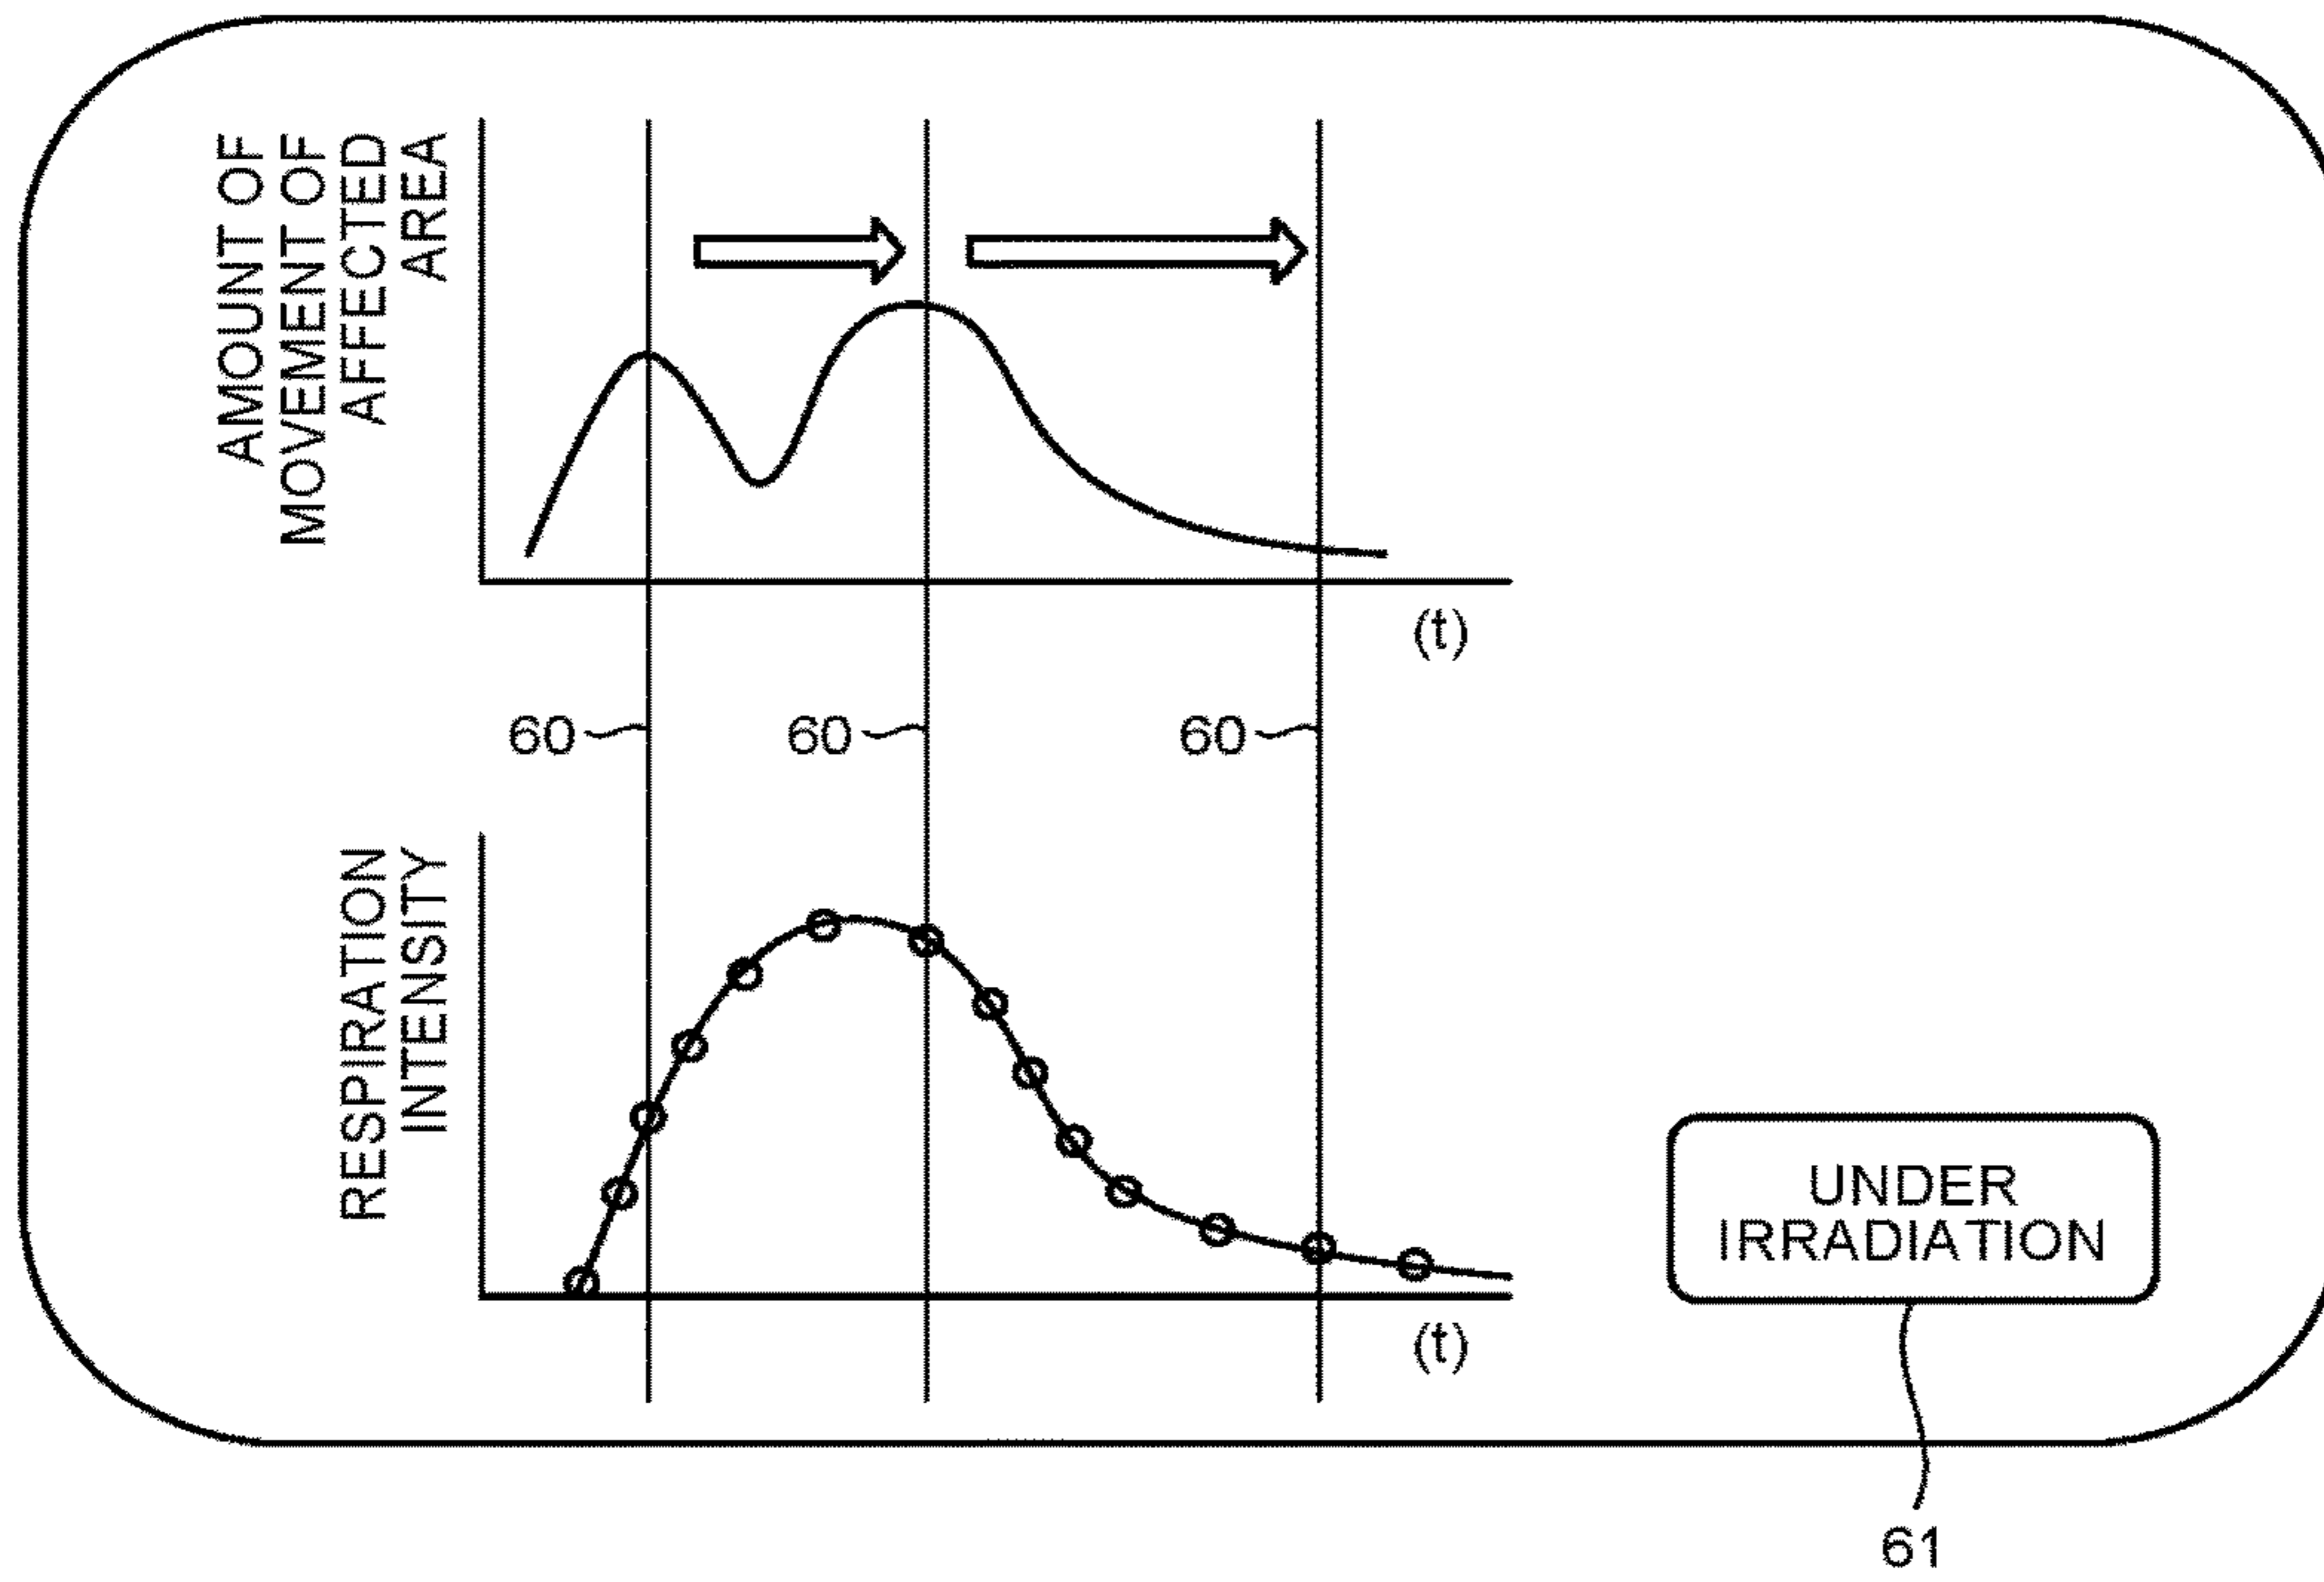 AMOUNT OF
MOVEMENT OF
AFFECTED
AREA
(t)
60
60
60
RESPIRATION
INTENSITY
(t)
UNDER
IRRADIATION
61